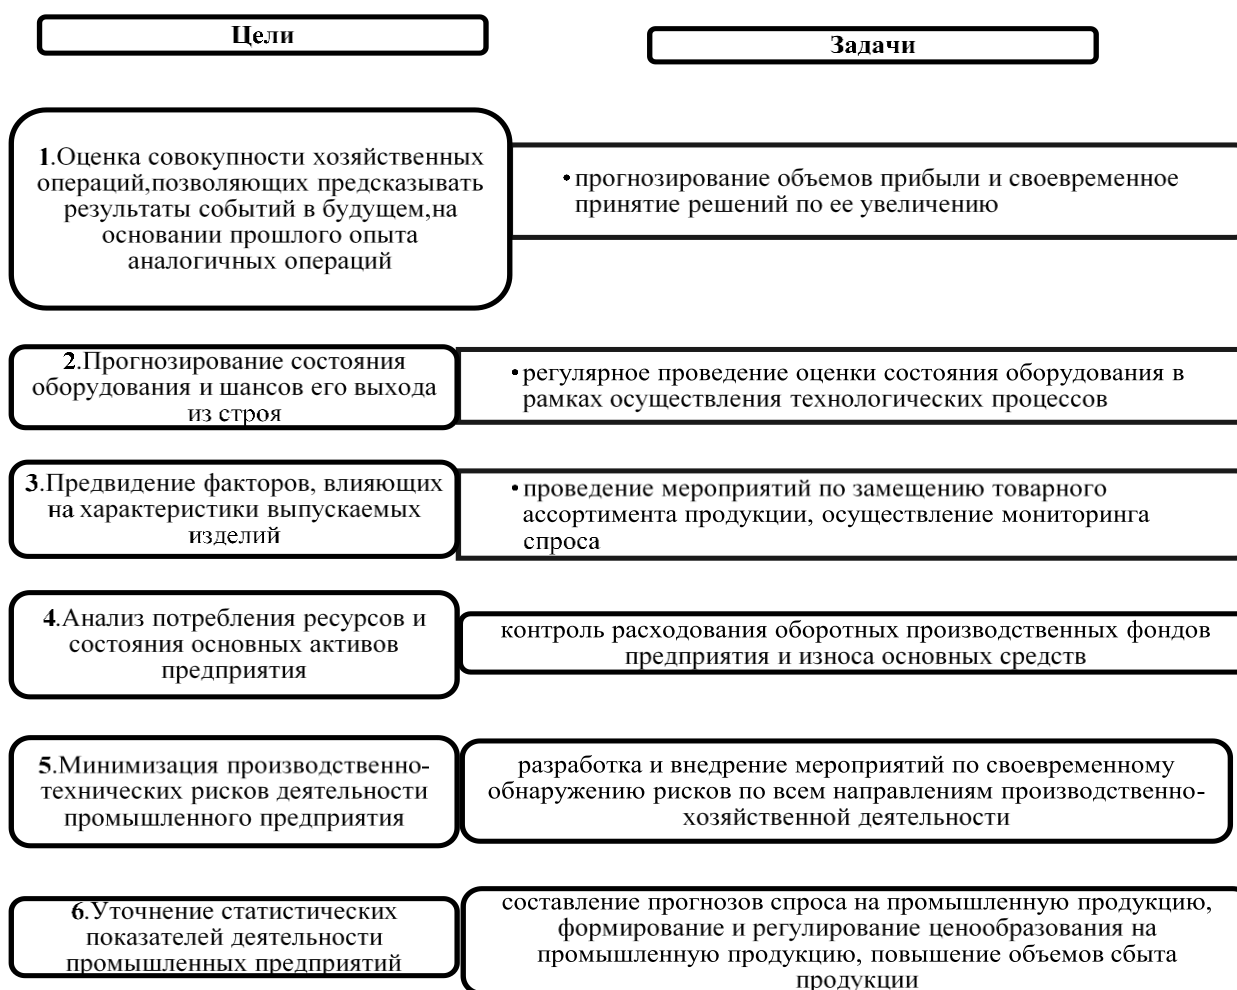 Цели
Задачи
1.Оценка совокупности хозяйственных
операций,позволяющих предсказывать
результаты событий в будущем,на
основании прошлого опыта
аналогичных операций
•прогнозирование объемов прибыли и своевременное
принятие решений по ее увеличению
2.Прогнозирование состояния
оборудования и шансов его выхода
из строя
•регулярное проведение оценки состояния оборудования в
рамках осуществления технологических процессов
3.Предвидение факторов, влияющих
на характеристики выпускаемых
изделий
•проведение мероприятий по замещению товарного
ассортимента продукции, осуществление мониторинга
спроса
4.Анализ потребления ресурсов и
состояния основных активов
предприятия
контроль расходования оборотных производственных фондов
предприятия и износа основных средств
5.Минимизация производственно-
технических рисков деятельности
промышленного предприятия
разработка и внедрение мероприятий по своевременному
обнаружению рисков по всем направлениям производственно-
хозяйственной деятельности
6.Уточнение статистических
показателей деятельности
промышленных предприятий
составление прогнозов спроса на промышленную продукцию,
формирование и регулирование ценообразования на
промышленную продукцию, повышение объемов сбыта
продукции